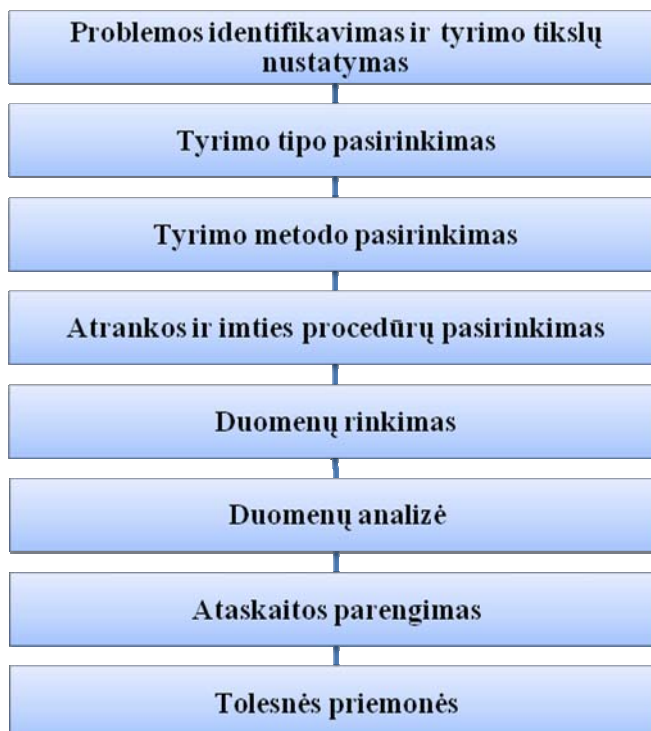 Problemos identifikavimas ir tyrimo tikslų
nustatymas
Tyrimo tipo pasirinkimas
Tyrimo metodo pasirinkimas
Atrankos ir imties procedūrų pasirinkimas
Duomenų rinkimas
Duomenų analizė
Ataskaitos parengimas
Tolesnės priemonės